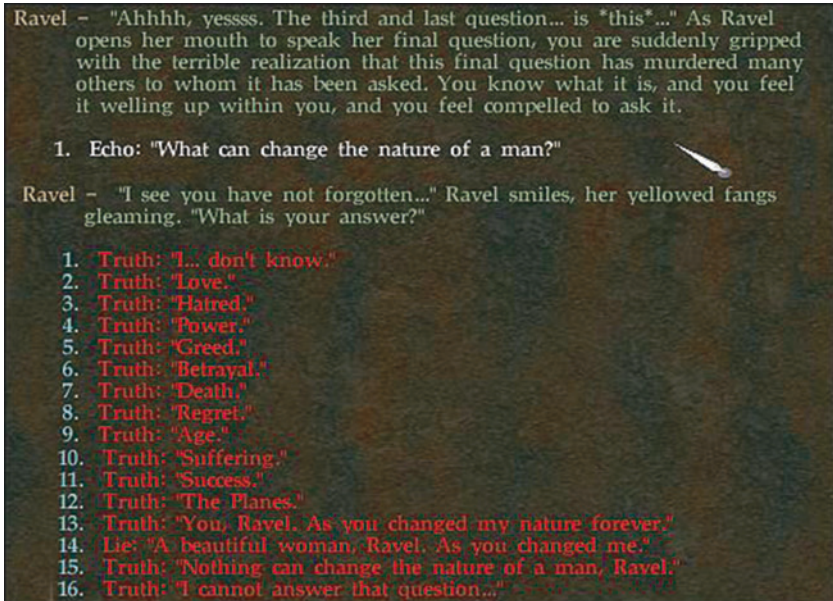 Ravel - "Ahhhh, yessss. The third and last question... is *this*..." As Ravel
opens her mouth to speak her final question, you are suddenly gripped
with the terrible realization that this final question has murdered many
others to whom it has been asked. You know what it is, and you feel
it welling up within you, and you feel compelled to ask it.
1. Echo: "What can change the nature of a man?"
Ravel - "I see you have not forgotten..." Ravel smiles, her yellowed fangs
gleaming. "What is your answer?"
1. Truth: "I... don't know."
2. Truth: "Love."
3. Truth: "Hatred."
4. Truth: "Power."
5. Truth: "Greed."
6. Truth: "Betrayal."
7. Truth: "Death."
8. Truth: "Regret."
9. Truth: "Age."
10. Truth: "Suffering."
11. Truth: "Success."
12. Truth: "The Planes."
13. Truth: "You, Ravel. As you changed my nature forever."
14. Lie: "A beautiful woman, Ravel. As you changed me."
15. Truth: "Nothing can change the nature of a man, Ravel."
16. Truth: "I cannot answer that question..."